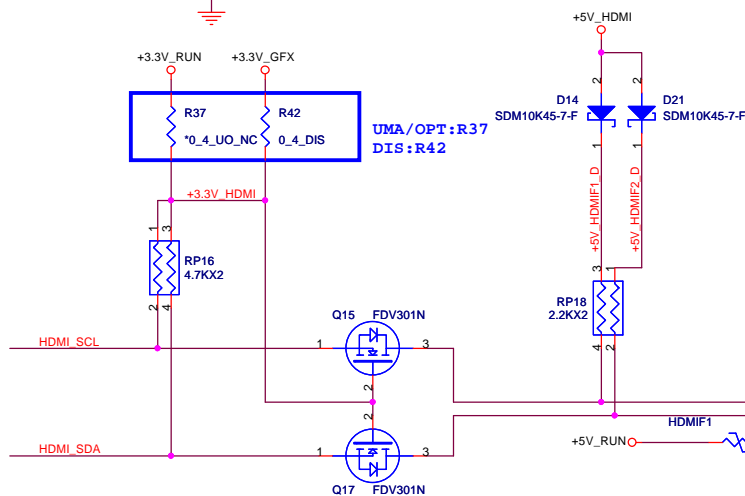 +5V_HDMI
+3.3V_RUN
+3.3V_GFX
2
2
D14
SDM10K45-7-F
D21
SDM10K45-7-F
R37
*0_4_UO_NC
R42
0_4_DIS
UMA/OPT:R37
DIS:R42
1
1
+5V_HDMIF1_D
+5V_HDMIF2_D
+3.3V_HDMI
1
3
RP16
4.7KX2
2
4
3
1
RP18
2.2KX2
4
2
Q15
FDV301N
HDMI_SCL
1
3
2
2
HDMIF1
+5V_RUN
HDMI_SDA
1
3
Q17
FDV301N